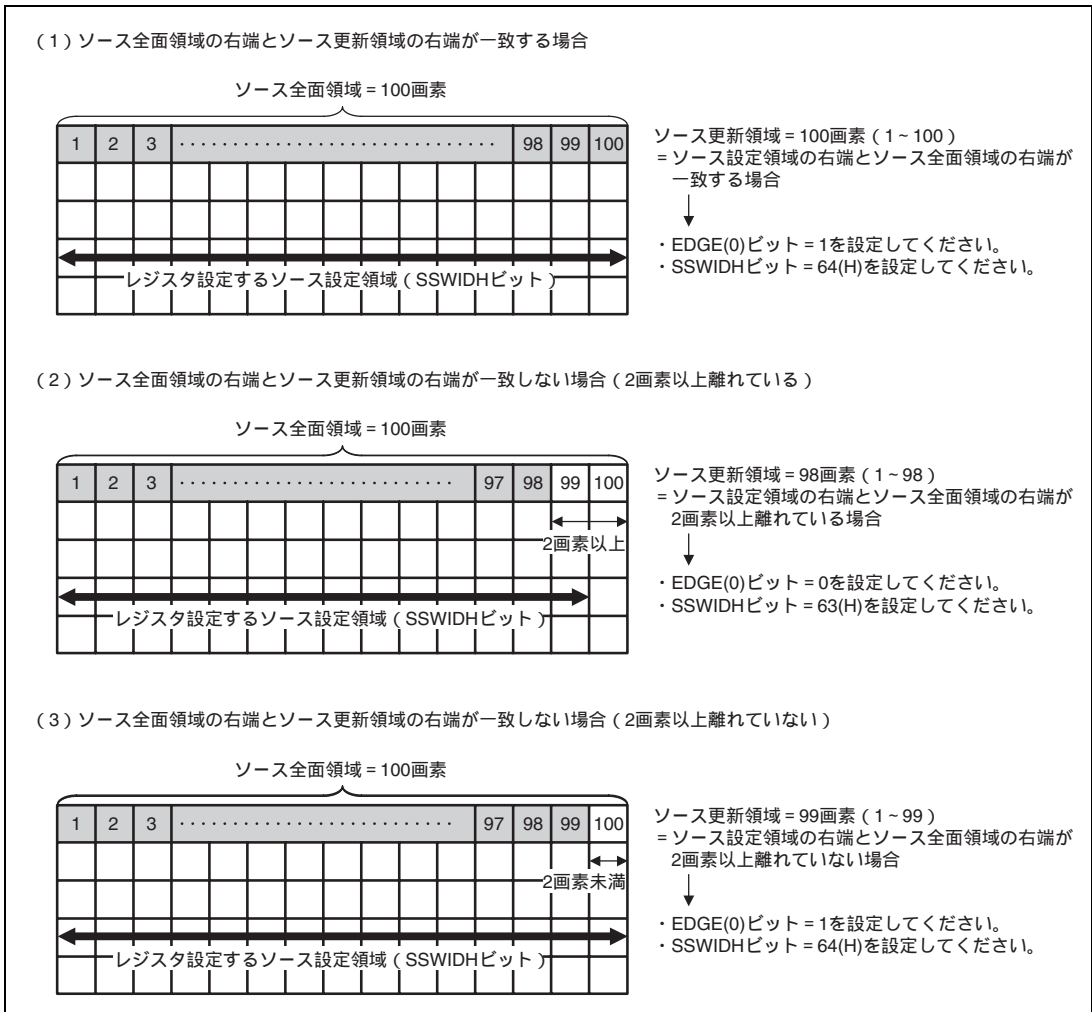 (1)ソース全面領域の右端とソース更新領域の右端が一致する場合
ソース全面領域=100画素
1 2 3 ・・・・・・・・・・・・・・・・・・・・・・・・・・・・・・ 98 99 100
レジスタ設定するソース設定領域(SSWIDHビット)
ソース更新領域=100画素(1~100)
=ソース設定領域の右端とソース全面領域の右端が
一致する場合
・EDGE(0)ビット=1を設定してください。
・SSWIDHビット=64(H)を設定してください。
(2)ソース全面領域の右端とソース更新領域の右端が一致しない場合(2画素以上離れている)
ソース全面領域=100画素
1 2 3 ・・・・・・・・・・・・・・・・・・・・・・・・・・ 97 98 99 100
2画素以上
レジスタ設定するソース設定領域(SSWIDHビット)
ソース更新領域=98画素(1~98)
=ソース設定領域の右端とソース全面領域の右端が
2画素以上離れている場合
・EDGE(0)ビット=0を設定してください。
・SSWIDHビット=63(H)を設定してください。
(3)ソース全面領域の右端とソース更新領域の右端が一致しない場合(2画素以上離れていない)
ソース全面領域=100画素
1 2 3 ・・・・・・・・・・・・・・・・・・・・・・・・・・ 97 98 99 100
2画素未満
レジスタ設定するソース設定領域(SSWIDHビット)
ソース更新領域=99画素(1~99)
=ソース設定領域の右端とソース全面領域の右端が
2画素以上離れていない場合
・EDGE(0)ビット=1を設定してください。
・SSWIDHビット=64(H)を設定してください。